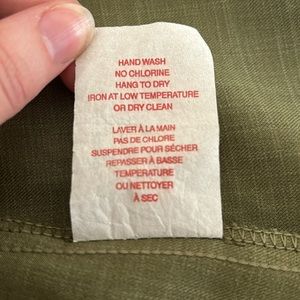 HAND WASH
NO CHLORINE
HANG TO DRY
IRON AT LOW TEMPERATURE
OR DRY CLEAN
LAVER À LA MAIN
PAS DE CHLORE
SUSPENDRE POUR SÉCHER
REPASSER À BASSE
TEMPERATURE
OU NETTOYER
À SEC